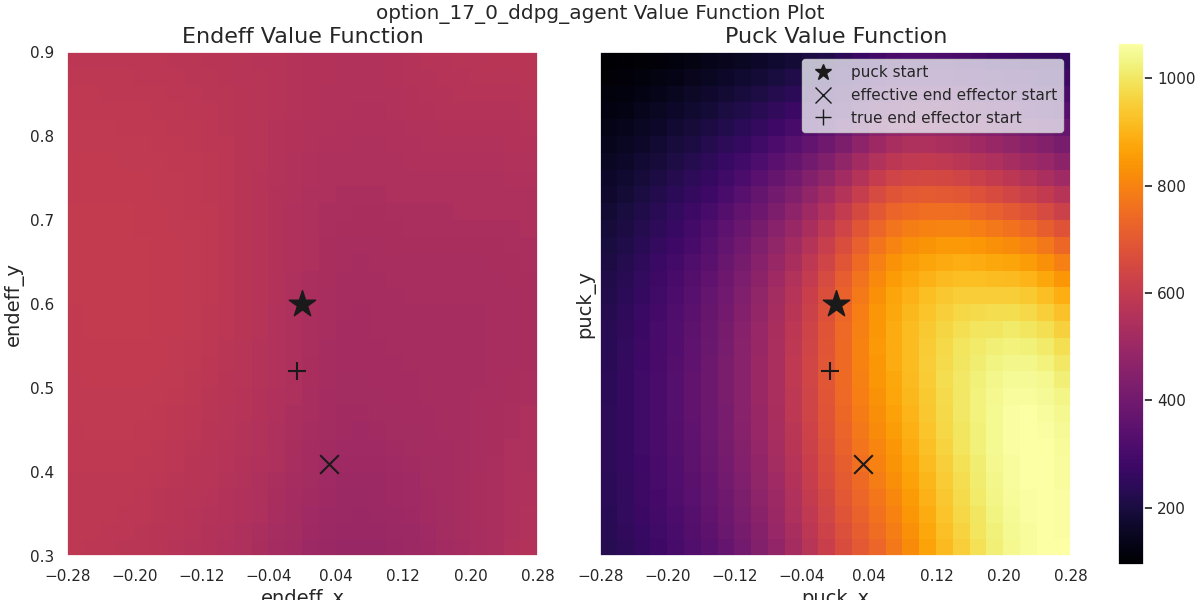 option_17_0_ddpg_agent Value Function Plot
Endeff Value Function
Puck Value Function
puck start
effective end effector start
true end effector start
0.9
0.8
0.7
0.6
0.5
0.4
0.3
endeff_y
−0.28 −0.20 −0.12 −0.04 0.04 0.12 0.20 0.28
endeff_x
puck_y
−0.28 −0.20 −0.12 −0.04 0.04 0.12 0.20 0.28
puck_x
1000
800
600
400
200